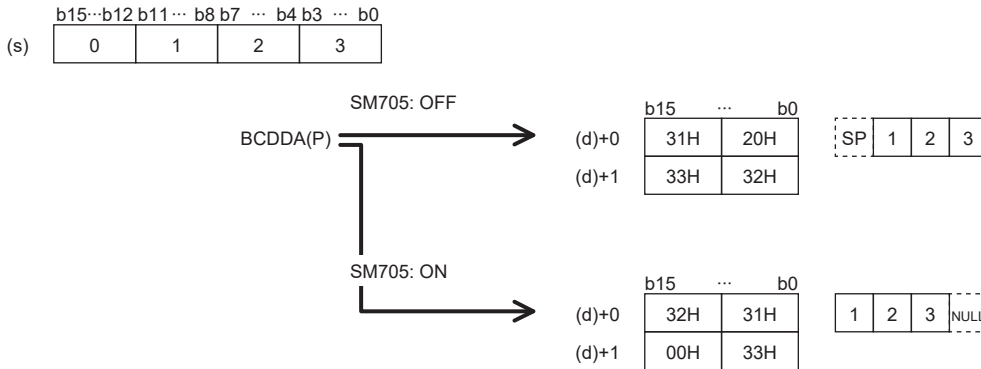 b15···b12 b11··· b8 b7 ··· b4 b3 ··· b0
(s) 0 1 2 3
SM705: OFF
BCDDA(P)
b15 ··· b0
(d)+0 31H 20H SP 1 2 3
(d)+1 33H 32H
SM705: ON
b15 ··· b0
(d)+0 32H 31H 1 2 3 NULL
(d)+1 00H 33H